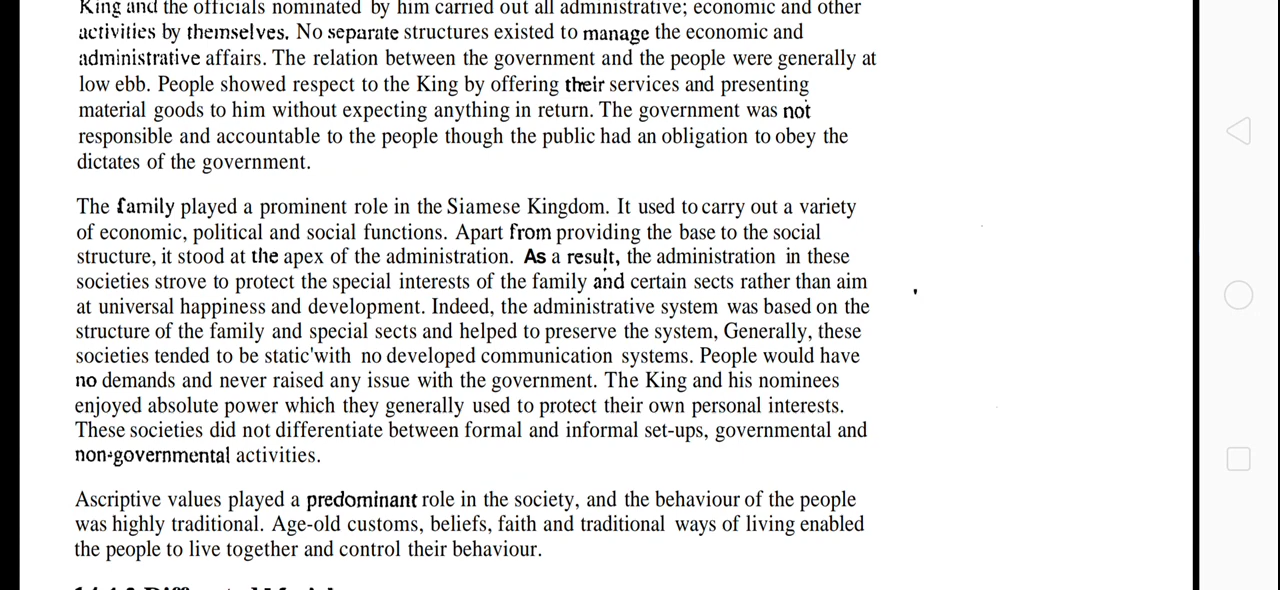 King and the officials nominated by him carried out all administrative; economic and other
activities by themselves. No separate structures existed to manage the economic and
administrative affairs. The relation between the government and the people were generally at
low ebb. People showed respect to the King by offering their services and presenting
material goods to him without expecting anything in return. The government was not
responsible and accountable to the people though the public had an obligation to obey the
dictates of the government.
The family played a prominent role in the Siamese Kingdom. It used to carry out a variety
of economic, political and social functions. Apart from providing the base to the social
structure, it stood at the apex of the administration. As a result, the administration in these
societies strove to protect the special interests of the family and certain sects rather than aim
at universal happiness and development. Indeed, the administrative system was based on the
structure of the family and special sects and helped to preserve the system, Generally, these
societies tended to be static'with no developed communication systems. People would have
no demands and never raised any issue with the government. The King and his nominees
enjoyed absolute power which they generally used to protect their own personal interests.
These societies did not differentiate between formal and informal set-ups, governmental and
non-governmental activities.
Ascriptive values played a predominant role in the society, and the behaviour of the people
was highly traditional. Age-old customs, beliefs, faith and traditional ways of living enabled
the people to live together and control their behaviour.